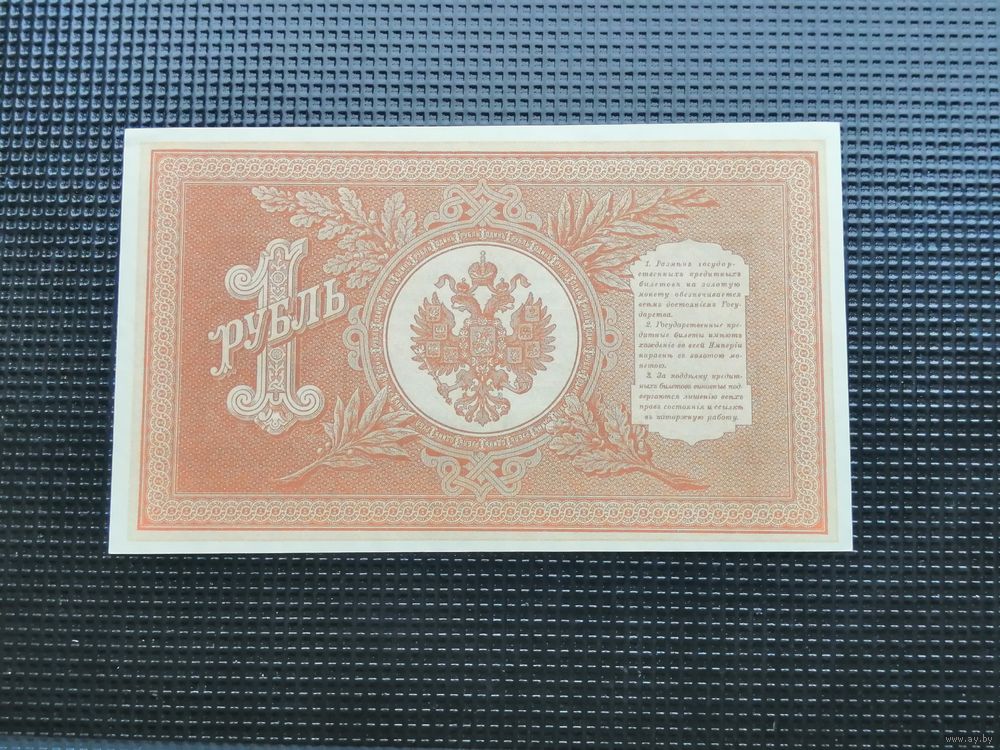 1
РУБЛЬ
1. Размѣнъ государ-
ственныхъ кредитныхъ
билетовъ на золотую
монету обезпечивается
всѣмъ достояніемъ Госу-
дарства.
2. Государственные кре-
дитные билеты имѣютъ
хожденіе во всей Имперіи
наравнѣ съ золотою мо-
нетою.
3. За поддѣлку кредит-
ныхъ билетовъ виновные под-
вергаются лишенію всѣхъ
правъ состоянія и ссылкѣ
въ каторжную работу.
www.ay.by